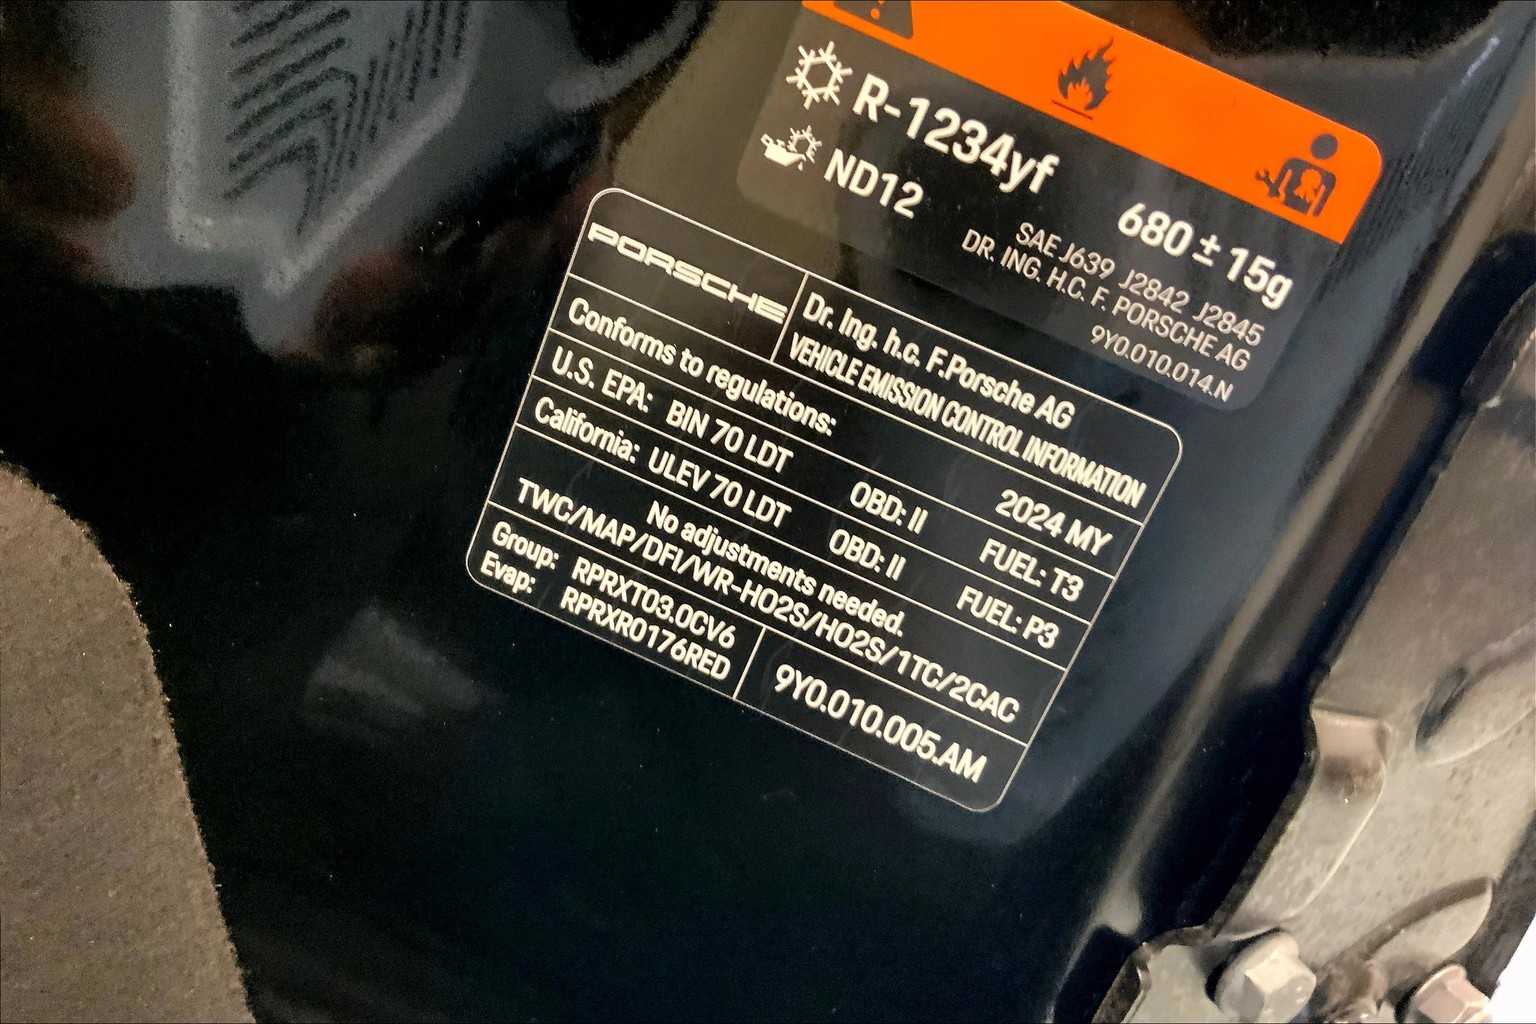 R-1234yf
ND12
680 ± 15g
SAE J639 J2842 J2845
DR. ING. H.C. F. PORSCHE AG
9Y0.010.014.N
PORSCHE
Dr. Ing. h.c. F.Porsche AG
VEHICLE EMISSION CONTROL INFORMATION
Conforms to regulations: 2024 MY
U.S. EPA: BIN 70 LDT OBD: II FUEL: T3
California: ULEV 70 LDT OBD: II FUEL: P3
No adjustments needed.
TWC/MAP/DFI/WR-HO2S/HO2S/1TC/2CAC
Group: RPRXT03.0CV6
Evap: RPRXR0176RED
9Y0.010.005.AM